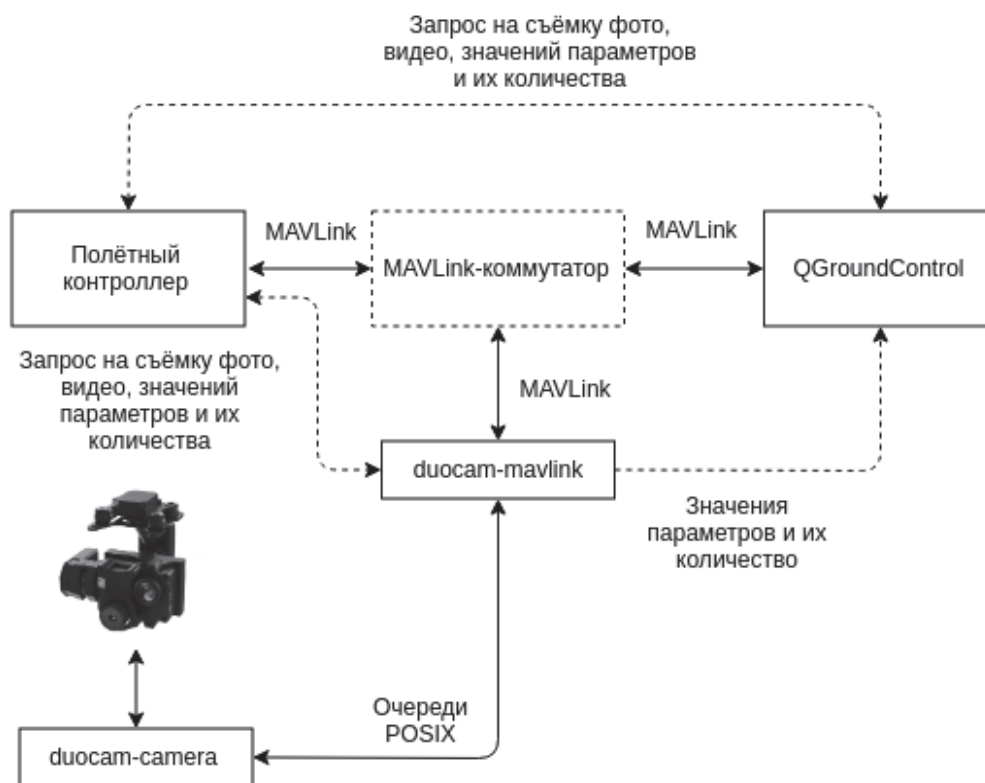 Запрос на съёмку фото,
видео, значений параметров
и их количества
MAVLink
MAVLink
Полётный
контроллер
MAVLink-коммутатор
QGroundControl
Запрос на съёмку фото,
видео, значений
параметров и их
количества
MAVLink
duocam-mavlink
Значения
параметров и их
количество
Очереди
POSIX
duocam-camera